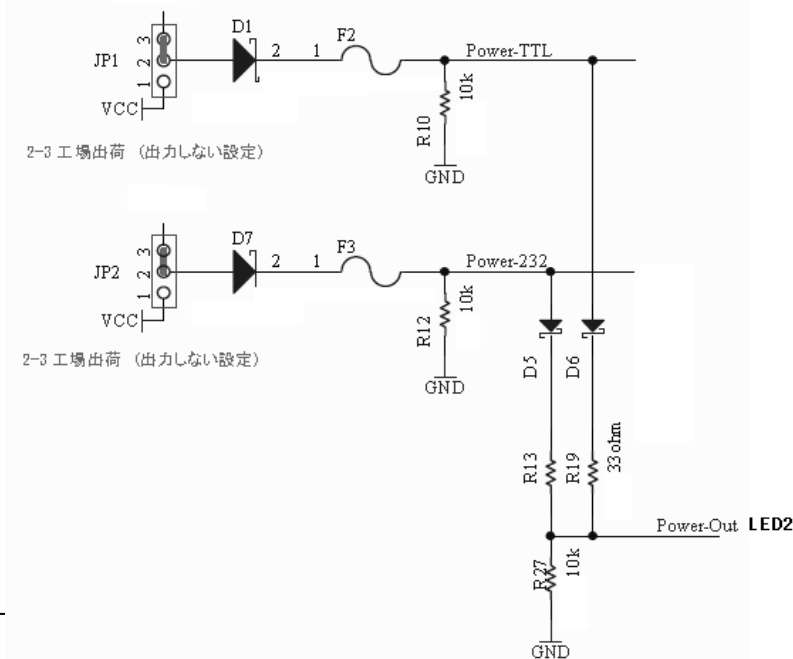 D1
F2
3
2
1
JP1
2
1
Power-TTL
VCC
R10
10k
2-3 工場出荷 (出力しない設定)
GND
D7
F3
3
2
1
JP2
2
1
Power-232
VCC
R12
10k
2-3 工場出荷 (出力しない設定)
GND
D5
D6
R13
R19
33ohm
Power-Out LED2
R27
10k
GND